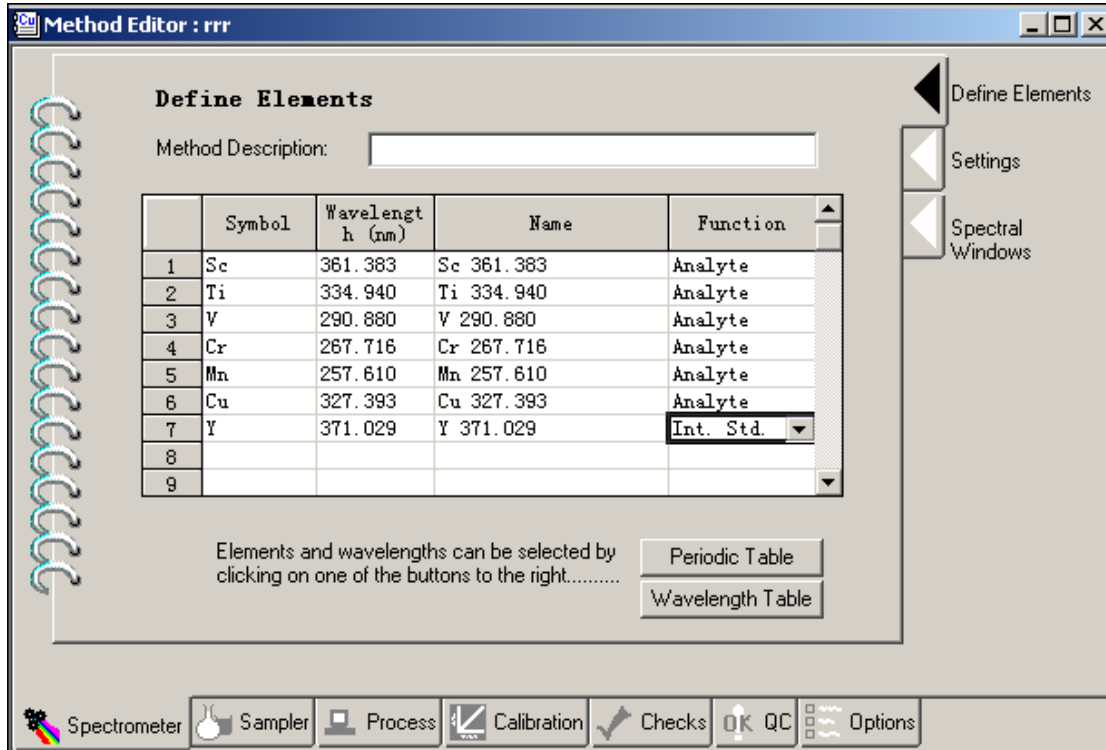 Method Editor : rrr
Define Elements
Method Description:
Symbol Wavelengt Name Function
h (nm)
1 Sc 361.383 Sc 361.383 Analyte
2 Ti 334.940 Ti 334.940 Analyte
3 V 290.880 V 290.880 Analyte
4 Cr 267.716 Cr 267.716 Analyte
5 Mn 257.610 Mn 257.610 Analyte
6 Cu 327.393 Cu 327.393 Analyte
7 Y 371.029 Y 371.029 Int. Std.
8
9
Elements and wavelengths can be selected by
clicking on one of the buttons to the right.........
Periodic Table
Wavelength Table
Define Elements
Settings
Spectral
Windows
Spectrometer Sampler Process Calibration Checks OK QC Options